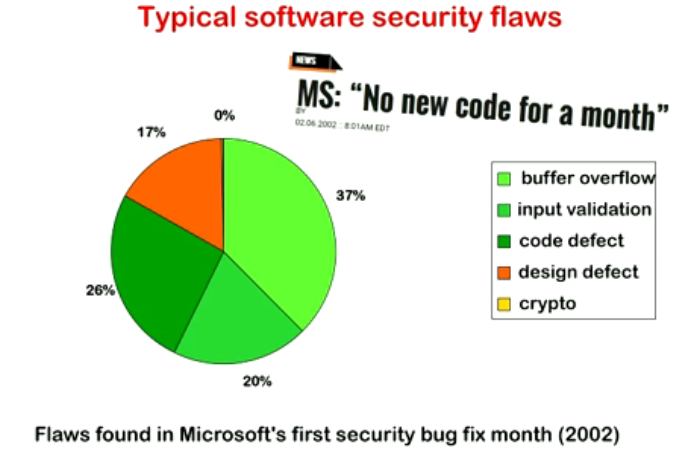 Typical software security flaws
NEWS
MS: “No new code for a month”
BY
02.06.2002 :: 8:01AM EDT
0%
17%
37%
26%
20%
buffer overflow
input validation
code defect
design defect
crypto
Flaws found in Microsoft's first security bug fix month (2002)